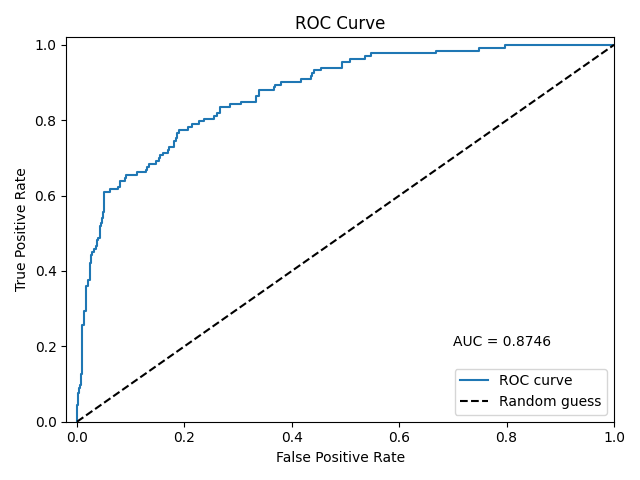 ROC Curve
True Positive Rate
1.0
0.8
0.6
0.4
0.2
0.0
AUC = 0.8746
ROC curve
Random guess
0.0 0.2 0.4 0.6 0.8 1.0
False Positive Rate